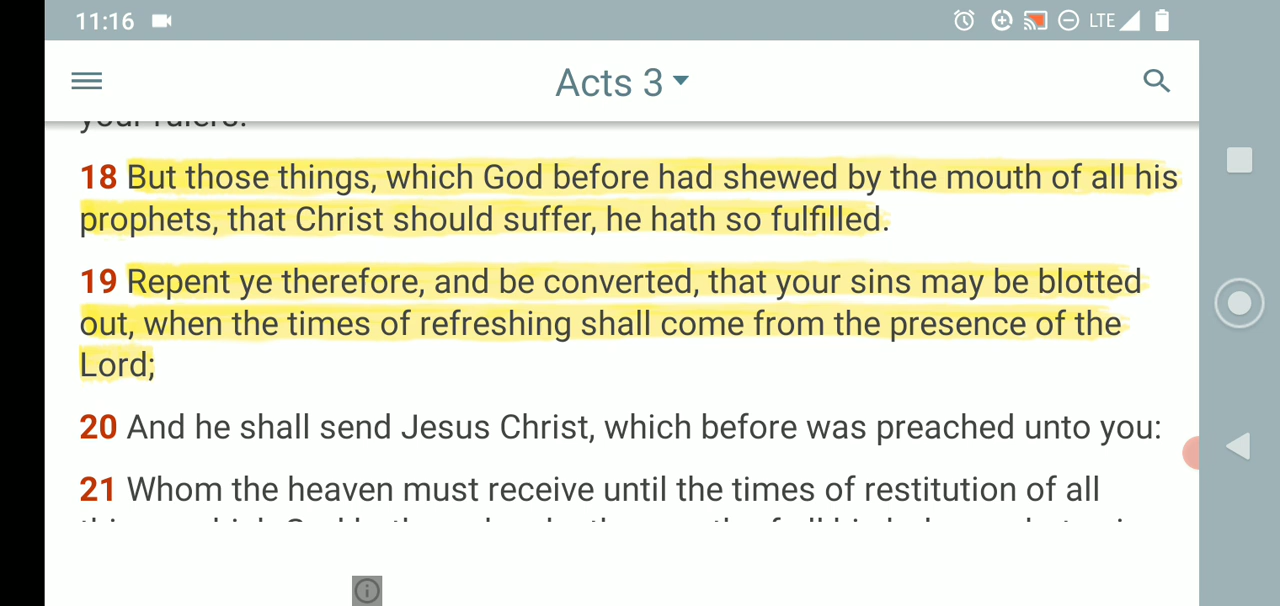 11:16 LTE
Acts 3
your rulers.
18 But those things, which God before had shewed by the mouth of all his
prophets, that Christ should suffer, he hath so fulfilled.
19 Repent ye therefore, and be converted, that your sins may be blotted
out, when the times of refreshing shall come from the presence of the
Lord;
20 And he shall send Jesus Christ, which before was preached unto you:
21 Whom the heaven must receive until the times of restitution of all